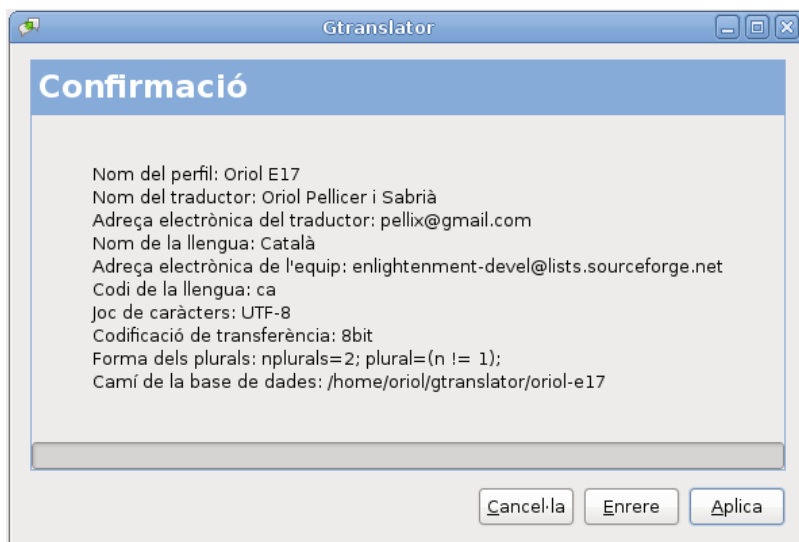 Gtranslator
Confirmació
Nom del perfil: Oriol E17
Nom del traductor: Oriol Pellicer i Sabrià
Adreça electrònica del traductor: pellix@gmail.com
Nom de la llengua: Català
Adreça electrònica de l'equip: enlightenment-devel@lists.sourceforge.net
Codi de la llengua: ca
Joc de caràcters: UTF-8
Codificació de transferència: 8bit
Forma dels plurals: nplurals=2; plural=(n != 1);
Camí de la base de dades: /home/oriol/gtranslator/oriol-e17
Cancel·la Enrere Aplica